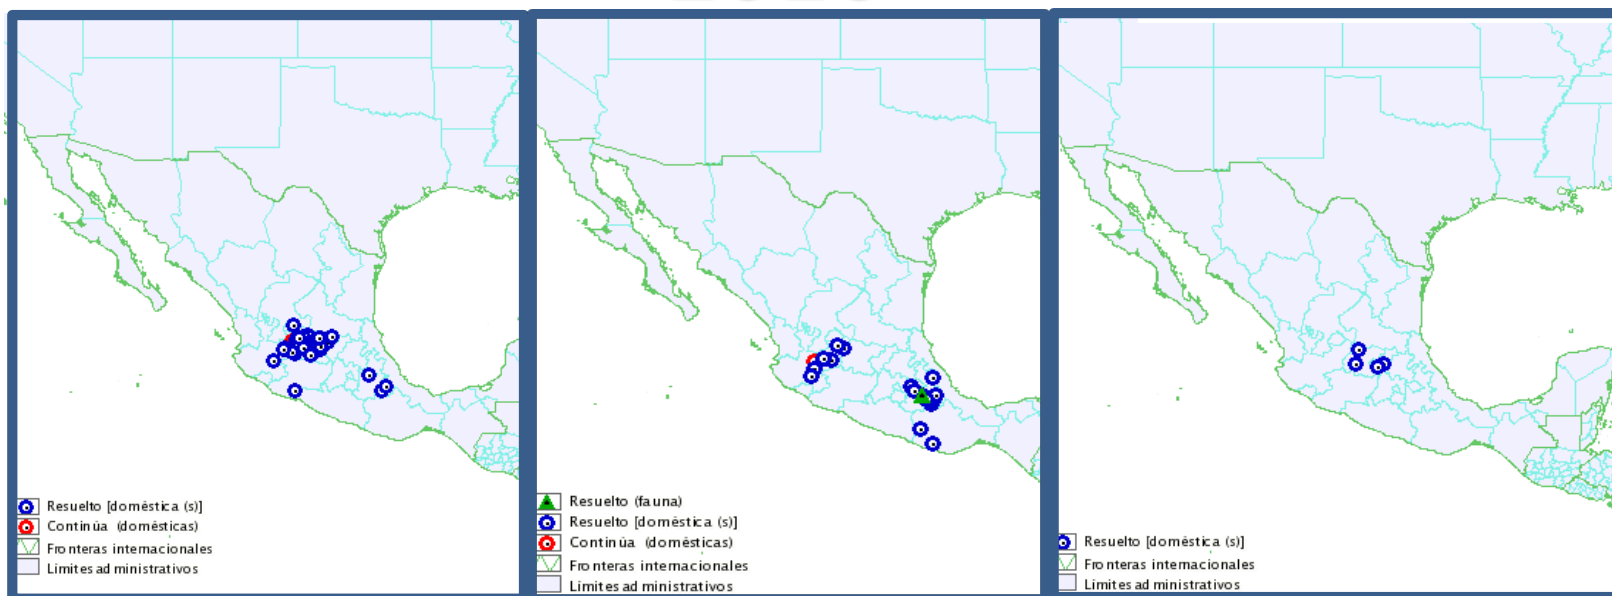 Resuelto [doméstica (s)]
Continúa (domésticas)
Fronteras internacionales
Límites administrativos
Resuelto (fauna)
Resuelto [doméstica (s)]
Continúa (domésticas)
Fronteras internacionales
Límites administrativos
Resuelto [doméstica (s)]
Fronteras internacionales
Límites administrativos